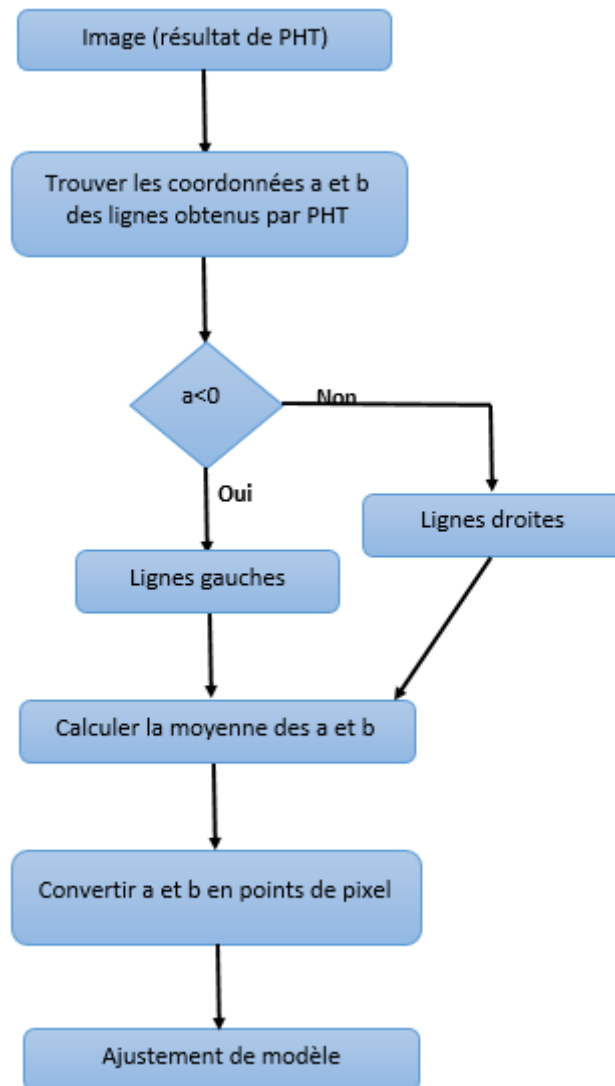 Image (résultat de PHT)
Trouver les coordonnées a et b
des lignes obtenus par PHT
a<0
Non
Oui
Lignes droites
Lignes gauches
Calculer la moyenne des a et b
Convertir a et b en points de pixel
Ajustement de modèle